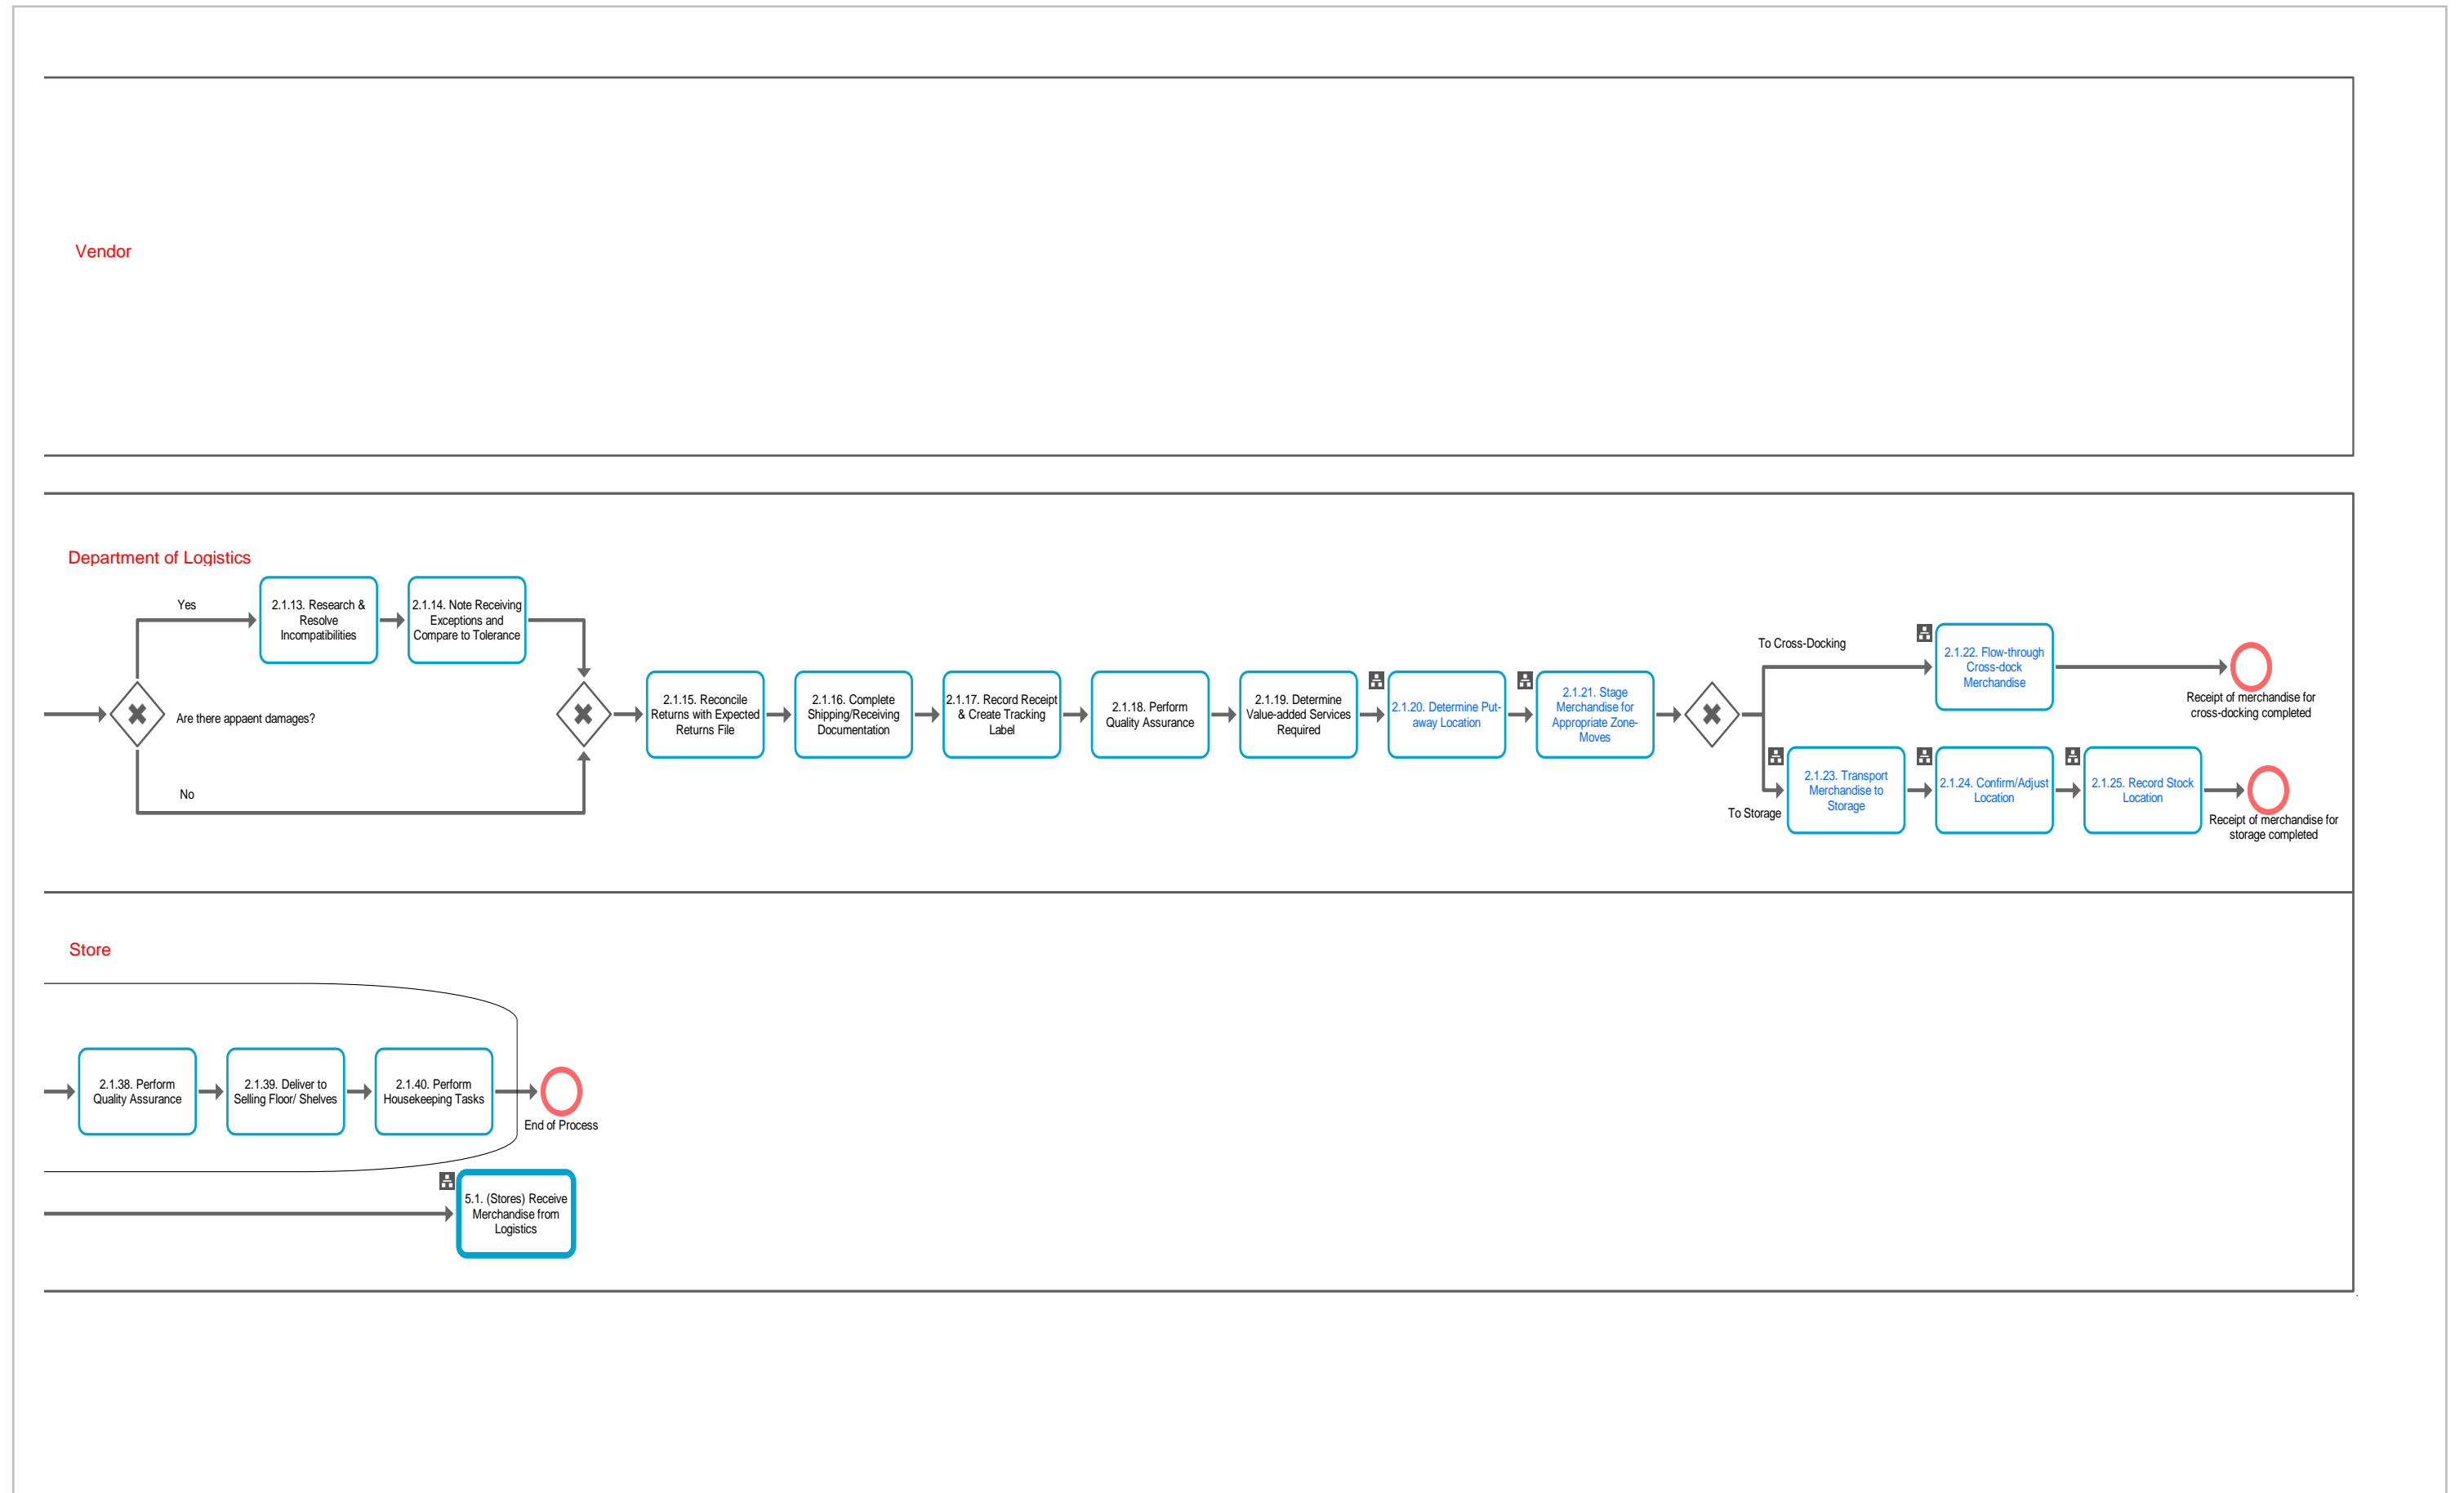 Vendor
Department of Logistics
Yes
2.1.13. Research &
Resolve
Incompatibilities
2.1.14. Note Receiving
Exceptions and
Compare to Tolerance
Are there appaent damages?
No
2.1.15. Reconcile
Returns with Expected
Returns File
2.1.16. Complete
Shipping/Receiving
Documentation
2.1.17. Record Receipt
& Create Tracking
Label
2.1.18. Perform
Quality Assurance
2.1.19. Determine
Value-added Services
Required
2.1.20. Determine Put-
away Location
2.1.21. Stage
Merchandise for
Appropriate Zone-
Moves
To Cross-Docking
2.1.22. Flow-through
Cross-dock
Merchandise
Receipt of merchandise for
cross-docking completed
To Storage
2.1.23. Transport
Merchandise to
Storage
2.1.24. Confirm/Adjust
Location
2.1.25. Record Stock
Location
Receipt of merchandise for
storage completed
Store
2.1.38. Perform
Quality Assurance
2.1.39. Deliver to
Selling Floor/ Shelves
2.1.40. Perform
Housekeeping Tasks
End of Process
5.1. (Stores) Receive
Merchandise from
Logistics